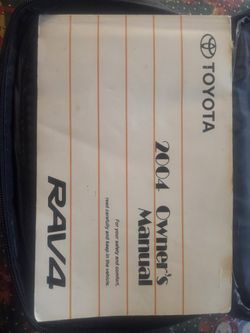 TOYOTA
2004 Owner's
Manual
For your safety and comfort,
read carefully and keep in the vehicle.
RAV4